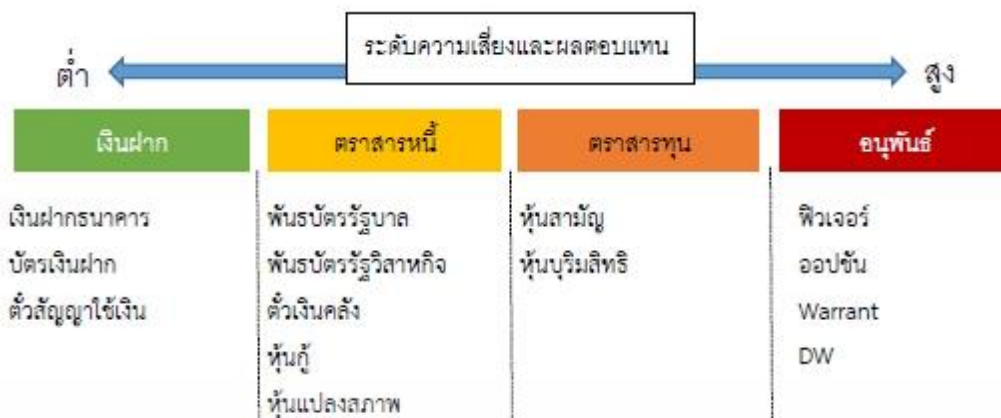 ระดับความเสี่ยงและผลตอบแทน
ต่ำ
สูง
เงินฝาก
ตราสารหนี้
ตราสารทุน
อนุพันธ์
เงินฝากธนาคาร
บัตรเงินฝาก
ตั๋วสัญญาใช้เงิน
พันธบัตรรัฐบาล
พันธบัตรรัฐวิสาหกิจ
ตั๋วเงินคลัง
หุ้นกู้
หุ้นแปลงสภาพ
หุ้นสามัญ
หุ้นบุริมสิทธิ
ฟิวเจอร์
ออปชัน
Warrant
DW